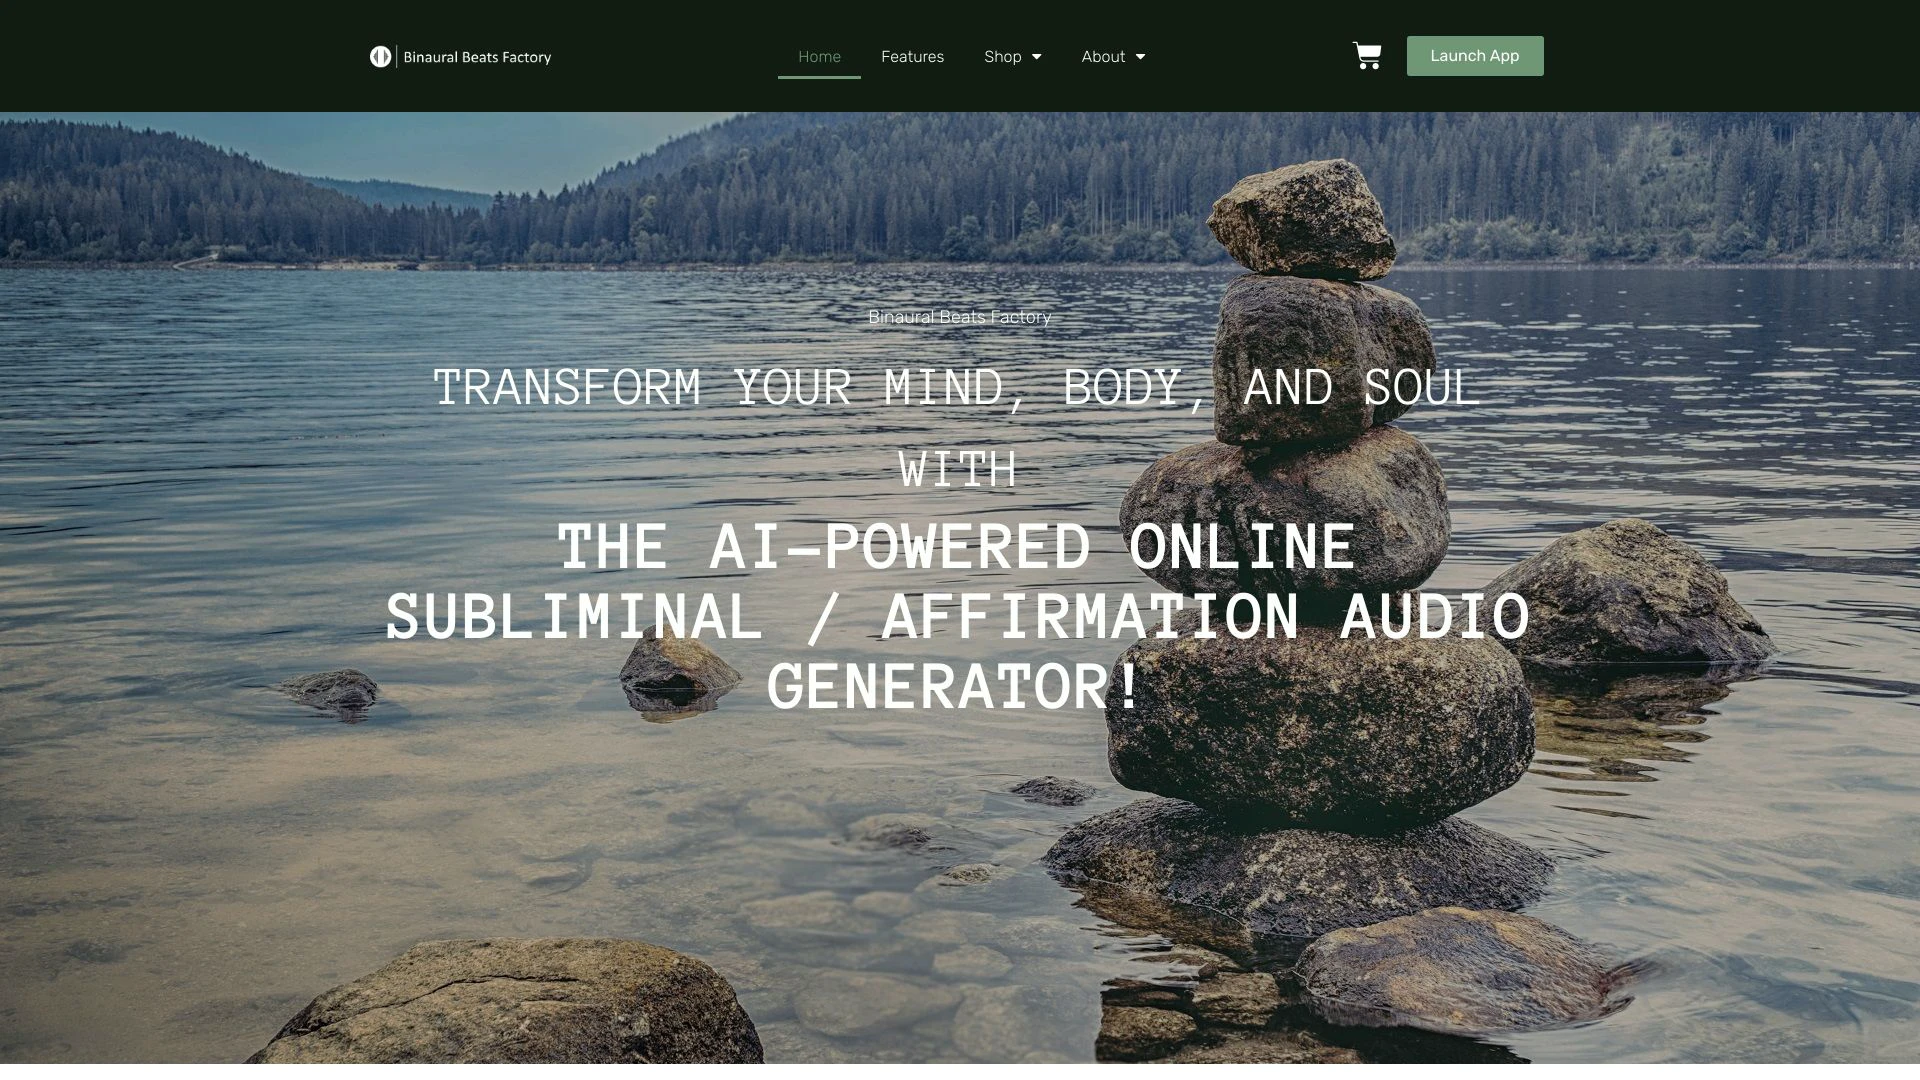 Binaural Beats Factory
Home
Features
Shop
About
Launch App
Binaural Beats Factory
TRANSFORM YOUR MIND, BODY, AND SOUL
WITH
THE AI-POWERED ONLINE
SUBLIMINAL / AFFIRMATION AUDIO
GENERATOR!